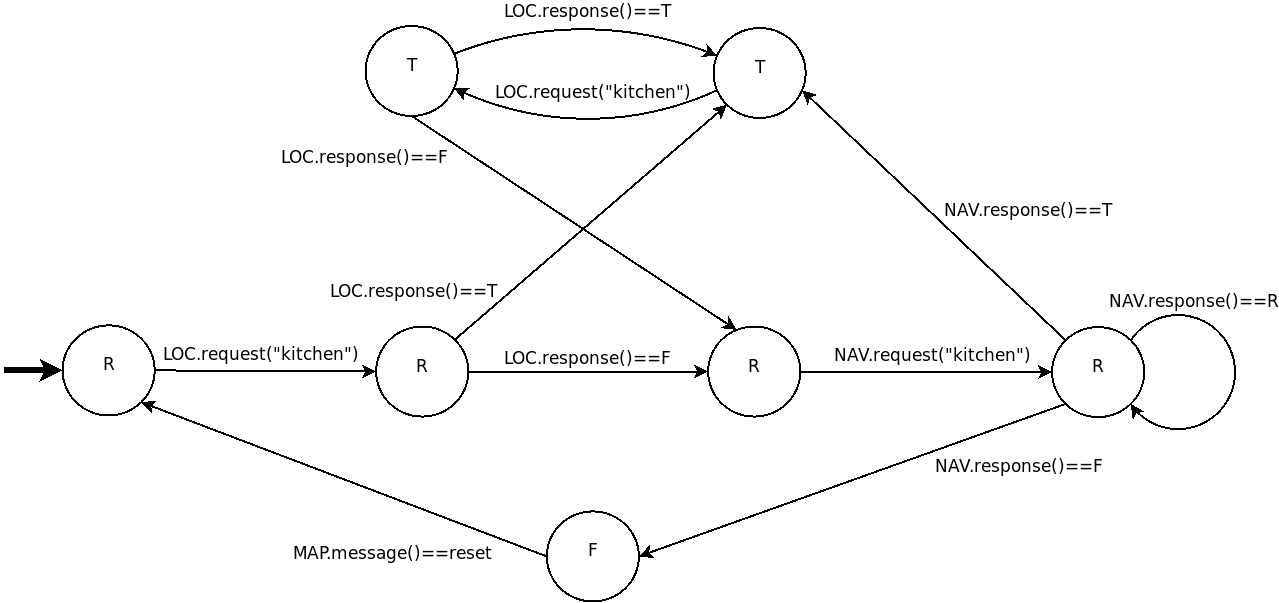 LOC.response()==T
T
T
LOC.request("kitchen")
LOC.response()==F
NAV.response()==T
LOC.response()==T
NAV.response()==R
R
LOC.request("kitchen")
R
LOC.response()==F
R
NAV.request("kitchen")
R
NAV.response()==F
F
MAP.message()==reset